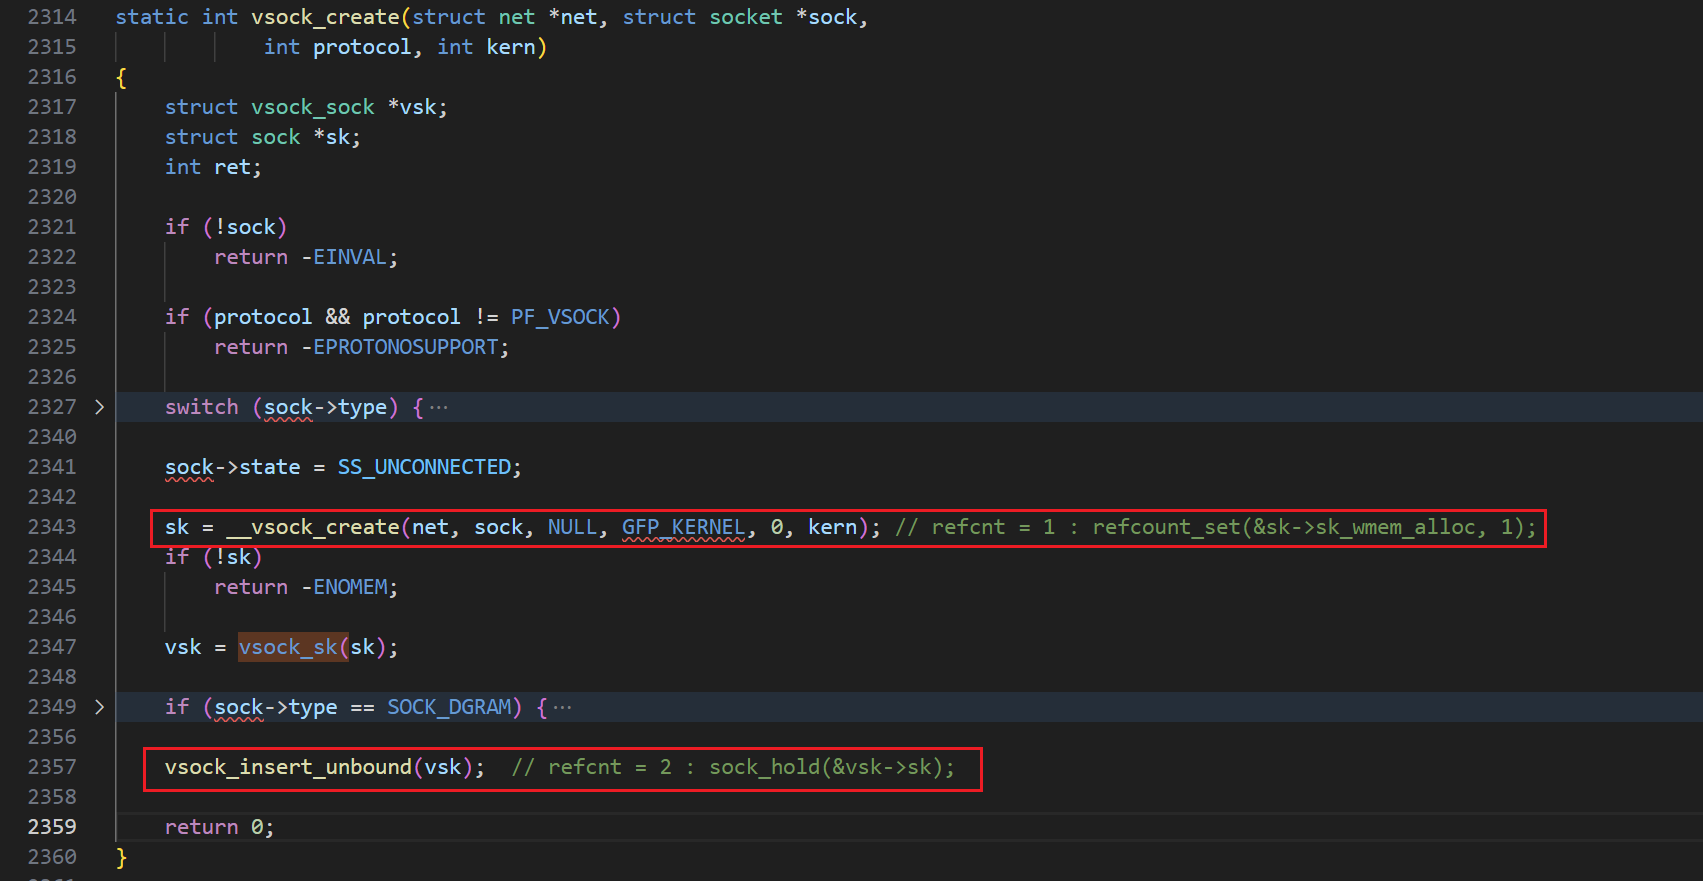 2314 static int vsock_create(struct net *net, struct socket *sock,
2315 int protocol, int kern)
2316 {
2317 struct vsock_sock *vsk;
2318 struct sock *sk;
2319 int ret;
2320
2321 if (!sock)
2322 return -EINVAL;
2323
2324 if (protocol && protocol != PF_VSOCK)
2325 return -EPROTONOSUPPORT;
2326
2327 > switch (sock->type) { ···
2340
2341 sock->state = SS_UNCONNECTED;
2342
2343 sk = __vsock_create(net, sock, NULL, GFP_KERNEL, 0, kern); // refcnt = 1 : refcount_set(&sk->sk_wmem_alloc, 1);
2344 if (!sk)
2345 return -ENOMEM;
2346
2347 vsk = vsock_sk(sk);
2348
2349 > if (sock->type == SOCK_DGRAM) { ···
2356
2357 vsock_insert_unbound(vsk); // refcnt = 2 : sock_hold(&vsk->sk);
2358
2359 return 0;
2360 }